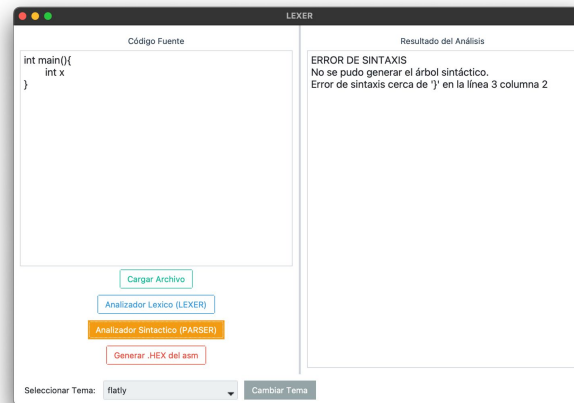 LEXER
Código Fuente
int main(){
int x
}
Cargar Archivo
Analizador Lexico (LEXER)
Analizador Sintactico (PARSER)
Generar .HEX del asm
Resultado del Análisis
ERROR DE SINTAXIS
No se pudo generar el árbol sintáctico.
Error de sintaxis cerca de '}' en la línea 3 columna 2
Seleccionar Tema: flatly Cambiar Tema